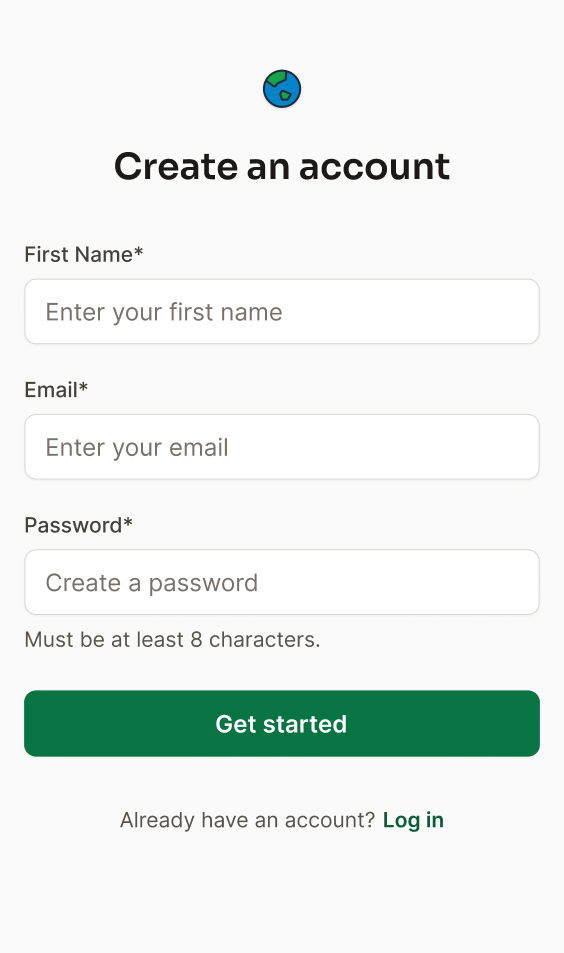 Create an account
First Name*
Enter your first name
Email*
Enter your email
Password*
Create a password
Must be at least 8 characters.
Get started
Already have an account? Log in